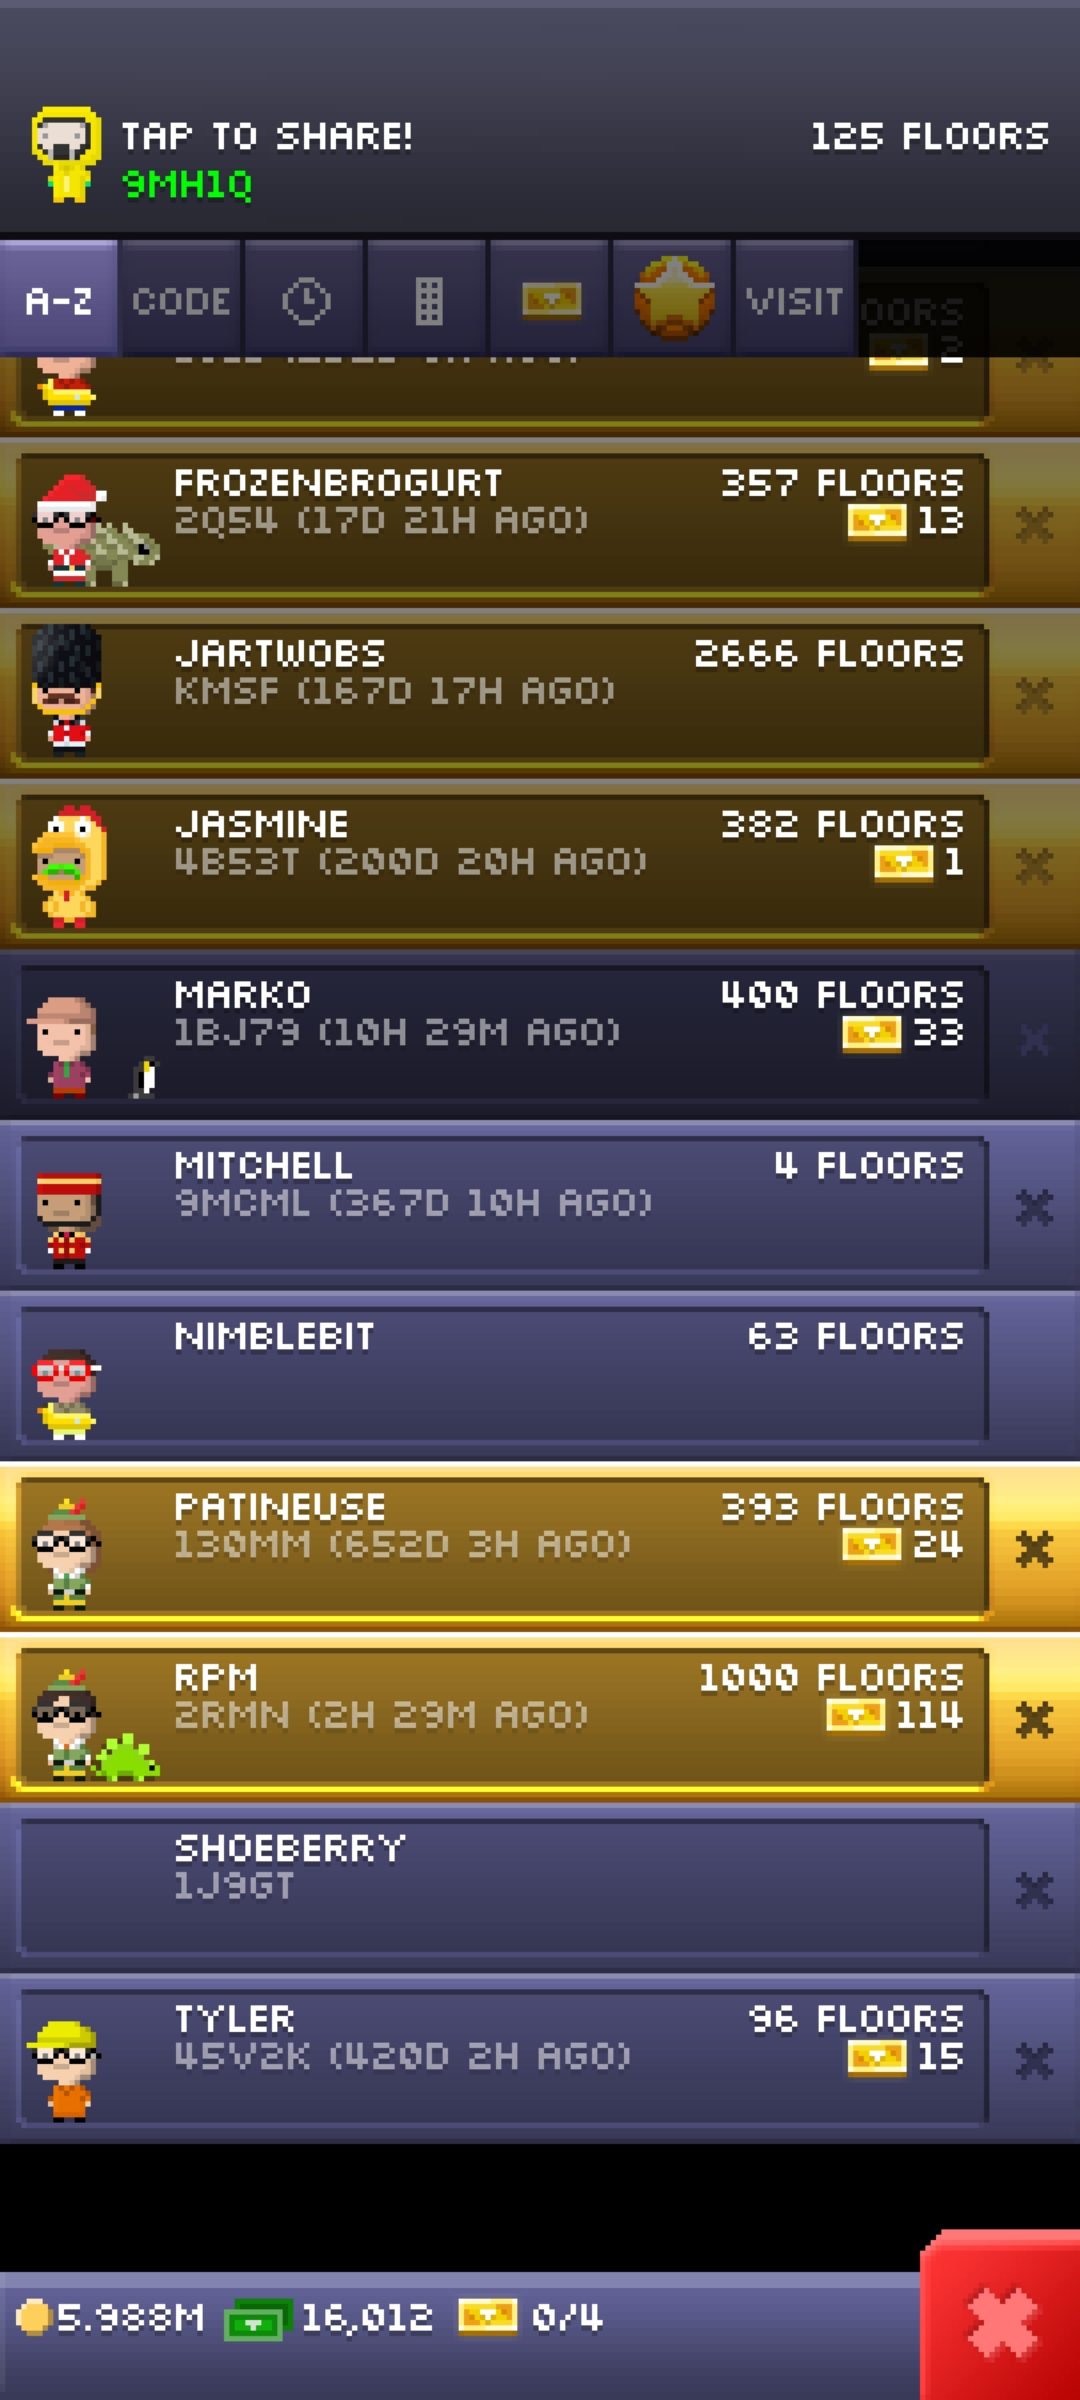 TAP TO SHARE!
125 FLOORS
9MH1Q
A-Z
CODE
VISIT
2
FROZENBROGURT
357 FLOORS
2Q54 (17D 21H AGO)
13
JARTWOBS
2666 FLOORS
KMSF (167D 17H AGO)
JASMINE
382 FLOORS
4B53T (200D 20H AGO)
1
MARKO
400 FLOORS
1BJ79 (10H 29M AGO)
33
MITCHELL
4 FLOORS
9MCML (367D 10H AGO)
NIMBLEBIT
63 FLOORS
PATINEUSE
393 FLOORS
130MM (652D 3H AGO)
24
RPM
1000 FLOORS
2RMN (2H 29M AGO)
114
SHOEBERRY
1J9GT
TYLER
96 FLOORS
45V2K (420D 2H AGO)
15
5.988M 16,012 0/4